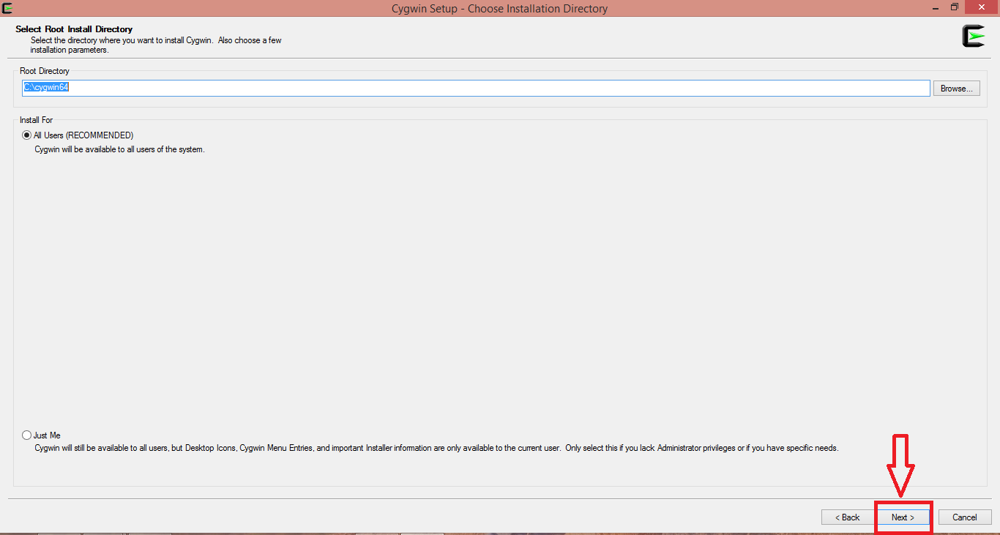 Cygwin Setup - Choose Installation Directory
Select Root Install Directory
Select the directory where you want to install Cygwin. Also choose a few
installation parameters.
Root Directory
C:\cygwin64
Browse...
Install For
All Users (RECOMMENDED)
Cygwin will be available to all users of the system.
Just Me
Cygwin will still be available to all users, but Desktop Icons, Cygwin Menu Entries, and important Installer information are only available to the current user. Only select this if you lack Administrator privileges or if you have specific needs.
< Back
Next >
Cancel